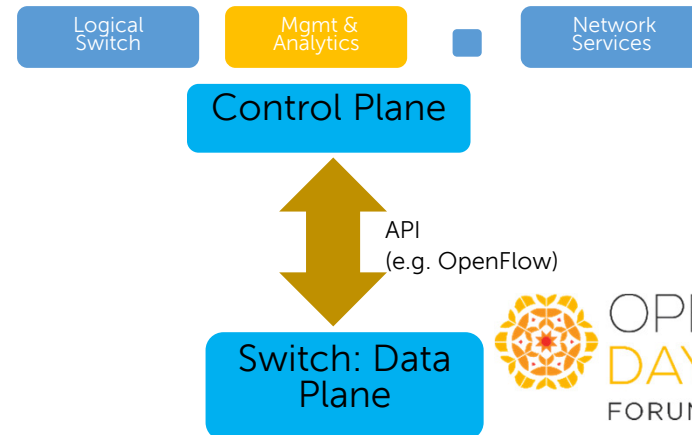 Logical
Switch
Mgmt &
Analytics
Network
Services
Control Plane
API
(e.g. OpenFlow)
Switch: Data
Plane